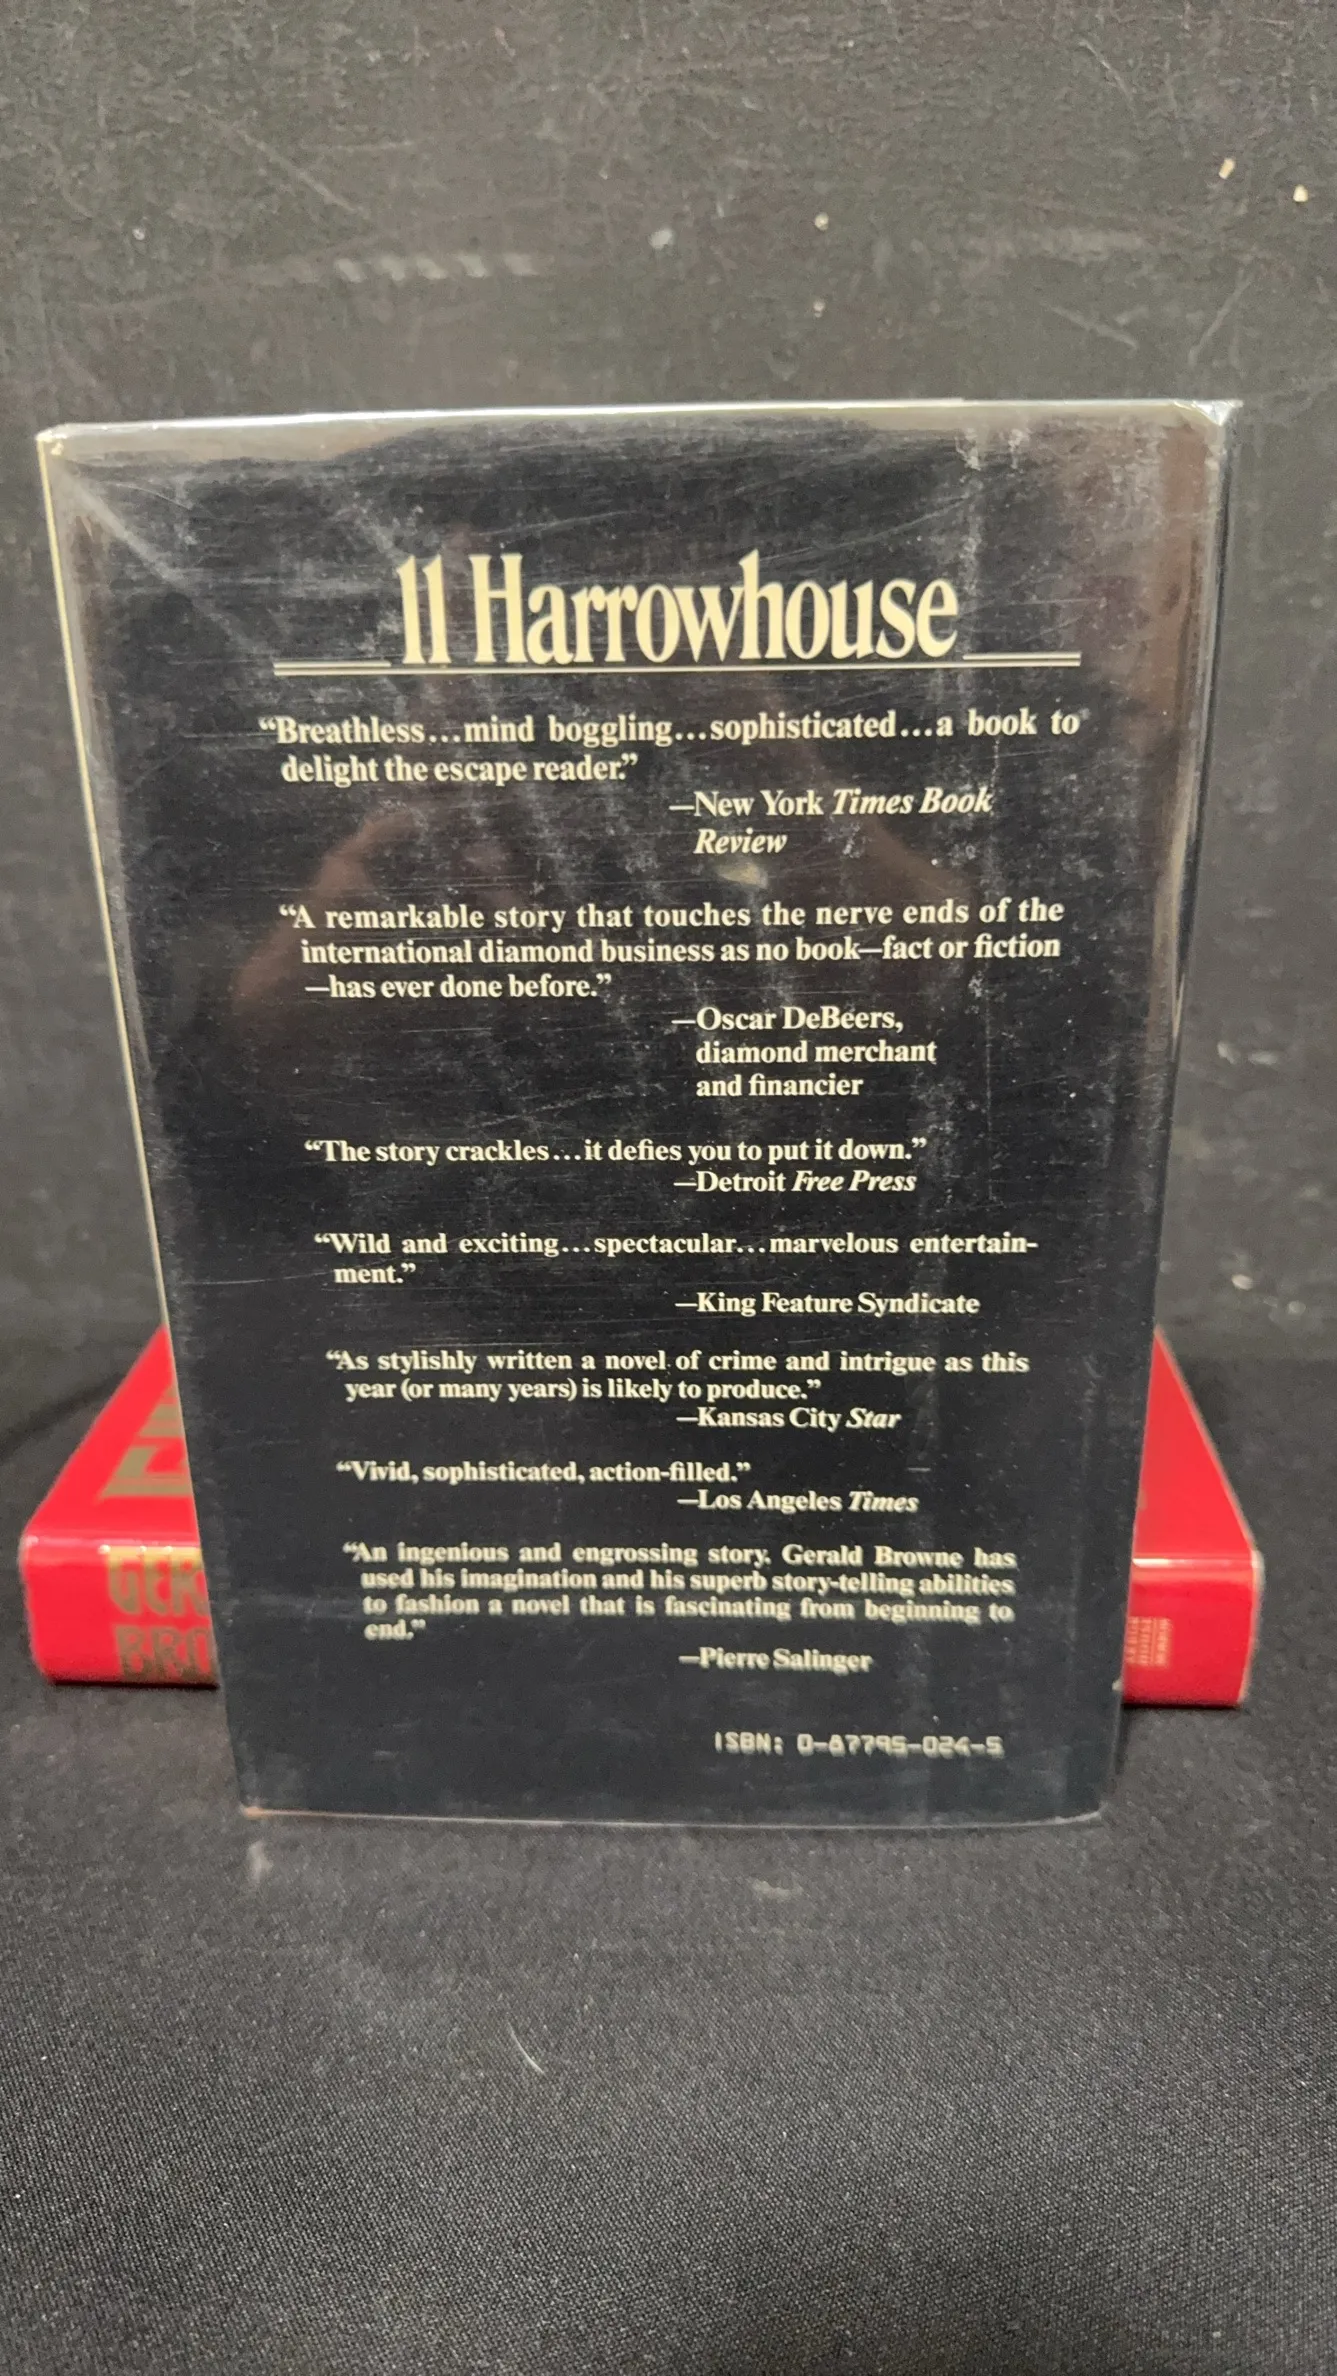 11 Harrowhouse
“Breathless...mind boggling...sophisticated...a book to
delight the escape reader.”
—New York Times Book
Review
“A remarkable story that touches the nerve ends of the
international diamond business as no book—fact or fiction
—has ever done before.”
—Oscar DeBeers,
diamond merchant
and financier
“The story crackles...it defies you to put it down.”
—Detroit Free Press
“Wild and exciting...spectacular...marvelous entertain-
ment.”
—King Feature Syndicate
“As stylishly written a novel of crime and intrigue as this
year (or many years) is likely to produce.”
—Kansas City Star
“Vivid, sophisticated, action-filled.”
—Los Angeles Times
“An ingenious and engrossing story. Gerald Browne has
used his imagination and his superb story-telling abilities
to fashion a novel that is fascinating from beginning to
end.”
—Pierre Salinger
ISBN: 0-87795-024-5
GER
BRO